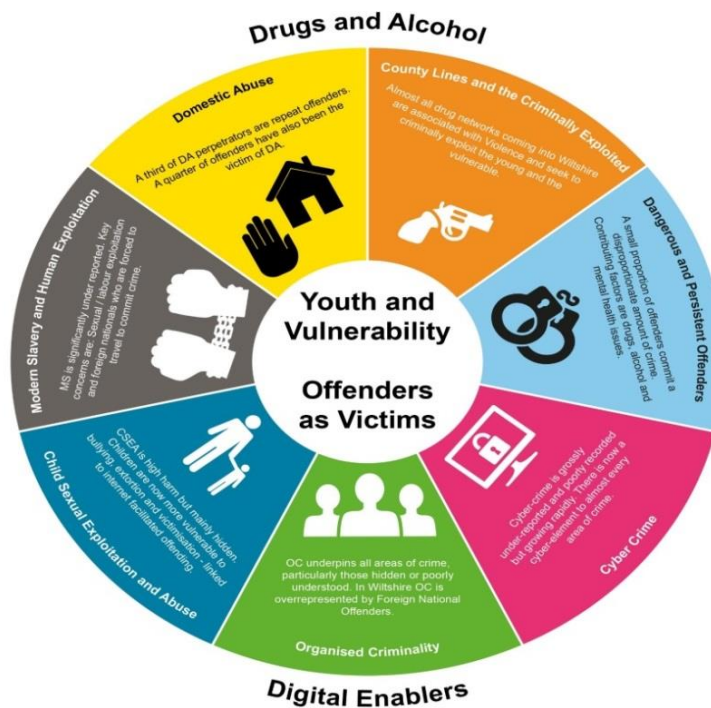 Drugs and Alcohol
Domestic Abuse
A third of DA perpetrators are repeat offenders.
A quarter of offenders have also been the
victim of DA.
County Lines and the Criminally Exploited
Almost all drug networks coming into Wiltshire
are associated with Violence and seek to
criminally exploit the young and the
vulnerable.
Dangerous and Persistent Offenders
A small proportion of offenders commit a
disproportionate amount of crime.
Contributing factors are drugs, alcohol and
mental health issues.
Cyber-crime is grossly
under-reported and poorly recorded
but growing rapidly. There is now a
cyber-element to almost every
area of crime.
Cyber Crime
OC underpins all areas of crime,
particularly those hidden or poorly
understood. In Wiltshire OC is
overrepresented by Foreign National
Offenders.
Organised Criminality
CSEA is high harm but mainly hidden.
Children are now more vulnerable to
bullying, extortion and victimisation - linked
to internet facilitated offending.
Child Sexual Exploitation and Abuse
Modern Slavery and Human Exploitation
MS is significantly under reported. Key
concerns are: Sexual / labour exploitation
and foreign nationals who are forced to
travel to commit crime.
Youth and
Vulnerability
Offenders
as Victims
Digital Enablers